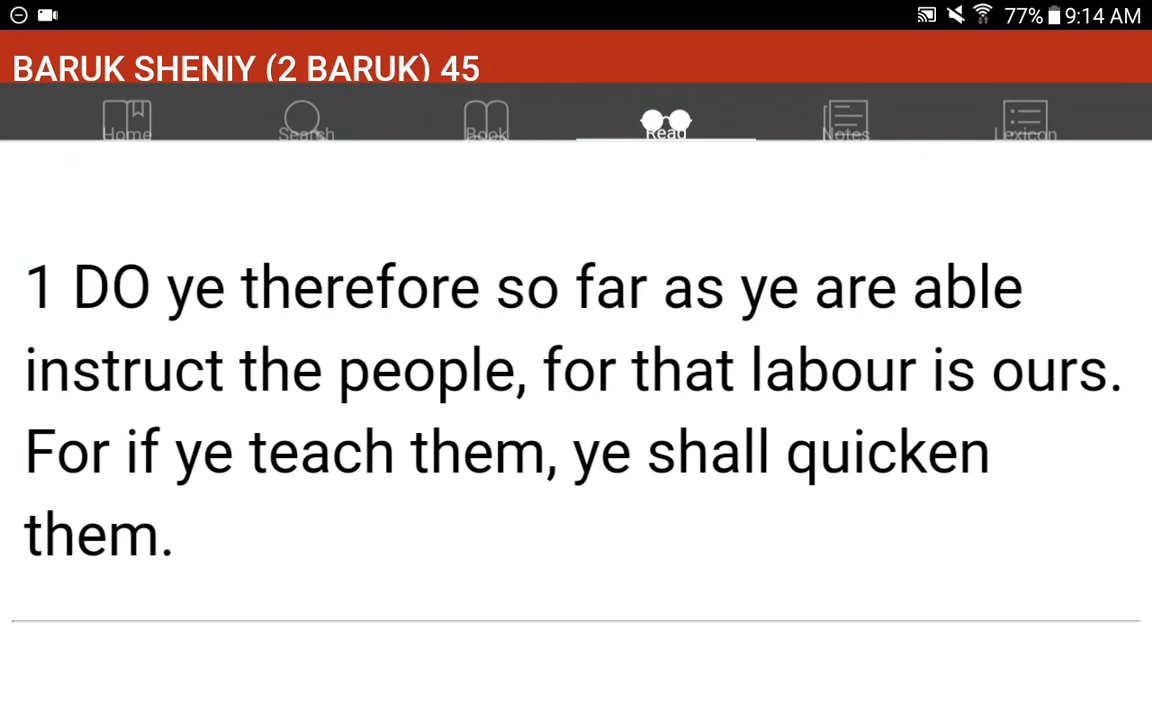 77% 9:14 AM
BARUK SHENIY (2 BARUK) 45
Home Search Book Read Notes Lexicon
1 DO ye therefore so far as ye are able
instruct the people, for that labour is ours.
For if ye teach them, ye shall quicken
them.